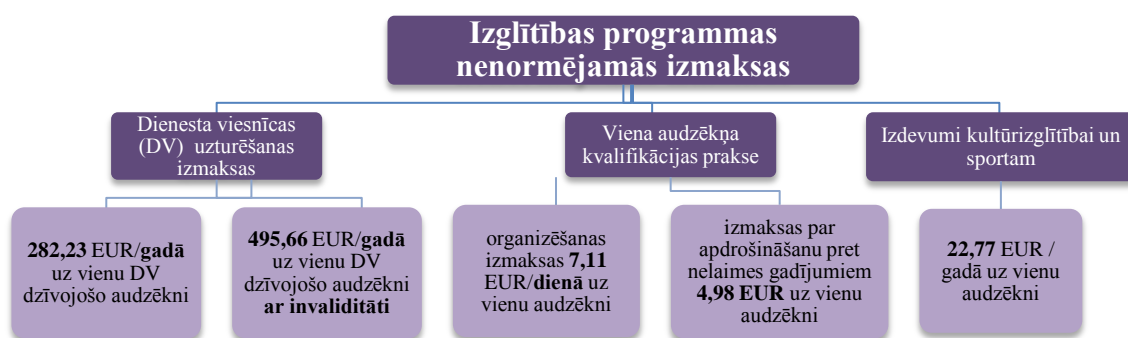 Izglītības programmas
nenormējamās izmaksas
Dienesta viesnīcas
(DV) uzturēšanas
izmaksas
Viena audzēkņa
kvalifikācijas prakse
Izdevumi kultūrizglītībai un
sportam
282,23 EUR/gadā
uz vienu DV
dzīvojošo audzēkni
495,66 EUR/gadā
uz vienu DV
dzīvojošo audzēkni
ar invaliditāti
organizēšanas
izmaksas 7,11
EUR/dienā uz
vienu audzēkni
izmaksas par
apdrošināšanu pret
nelaimes gadījumiem
4,98 EUR uz vienu
audzēkni
22,77 EUR /
gadā uz vienu
audzēkni